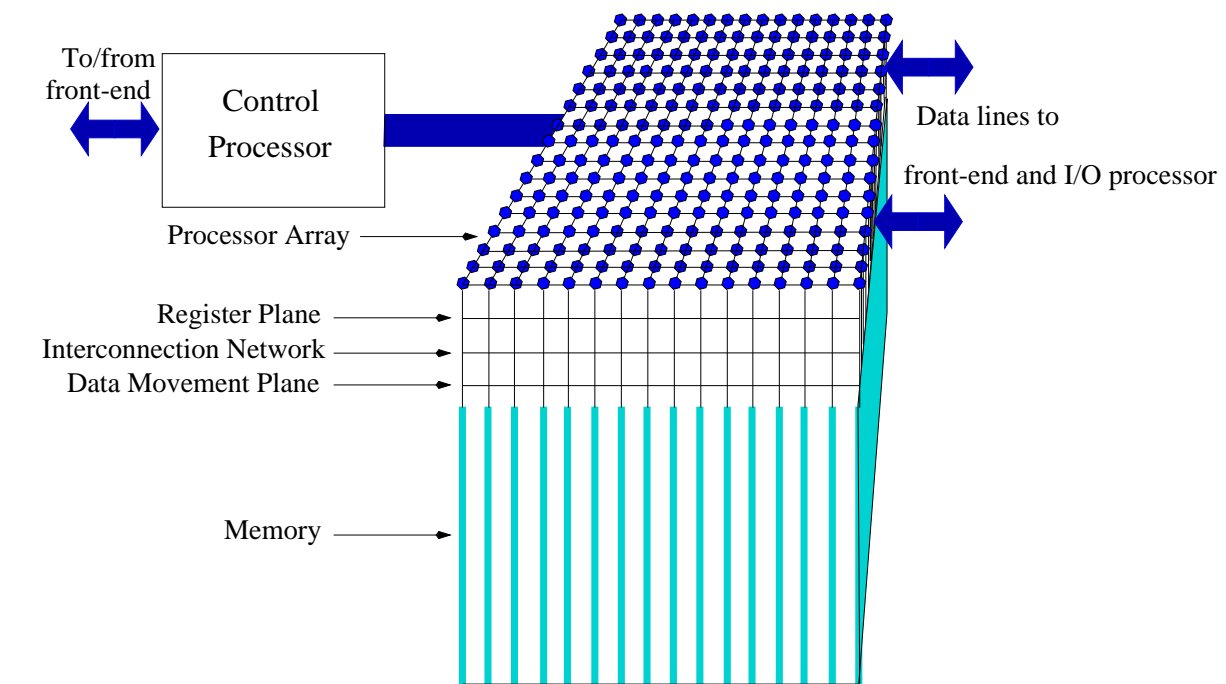 To/from
front-end
Control
Processor
Data lines to
front-end and I/O processor
Processor Array
Register Plane
Interconnection Network
Data Movement Plane
Memory